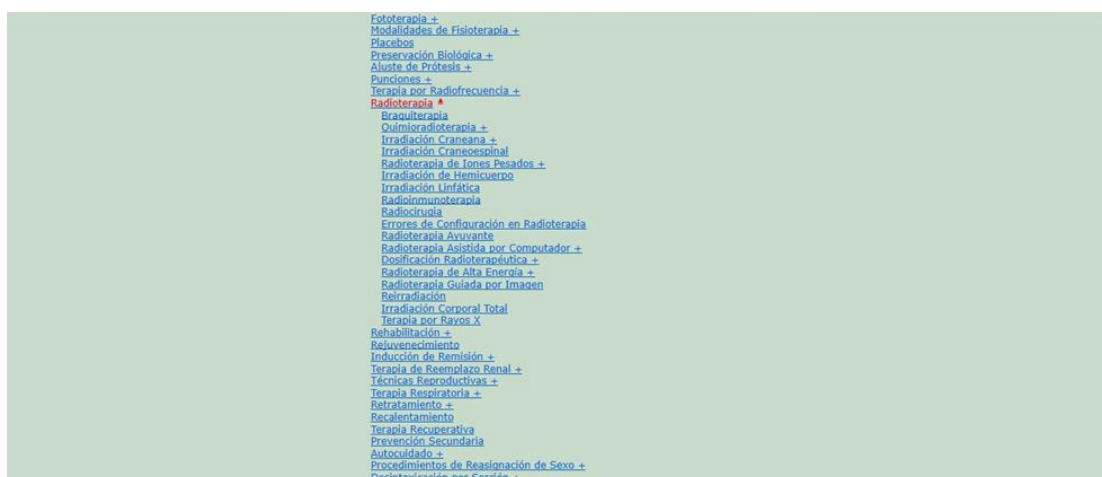 Fototerapia +
Modalidades de Fisioterapia +
Placebos
Preservación Biológica +
Ajuste de Prótesis +
Punciones +
Terapia por Radiofrecuencia +
Radioterapia
Braquiterapia
Quimioradioterapia +
Irradiación Craneana +
Irradiación Craneoespinal
Radioterapia de Iones Pesados +
Irradiación de Hemicuerpo
Irradiación Linfática
Radioinmunoterapia
Radiocirugia
Errores de Configuración en Radioterapia
Radioterapia Ayuvante
Radioterapia Asistida por Computador +
Dosificación Radioterapéutica +
Radioterapia de Alta Energía +
Radioterapia Guiada por Imagen
Reirradiación
Irradiación Corporal Total
Terapia por Rayos X
Rehabilitación +
Rejuvenecimiento
Inducción de Remisión +
Terapia de Reemplazo Renal +
Técnicas Reproductivas +
Terapia Respiratoria +
Retratamiento +
Recalentamiento
Terapia Recuperativa
Prevención Secundaria
Autocuidado +
Procedimientos de Reasignación de Sexo +
Desintoxicación por Sorción +